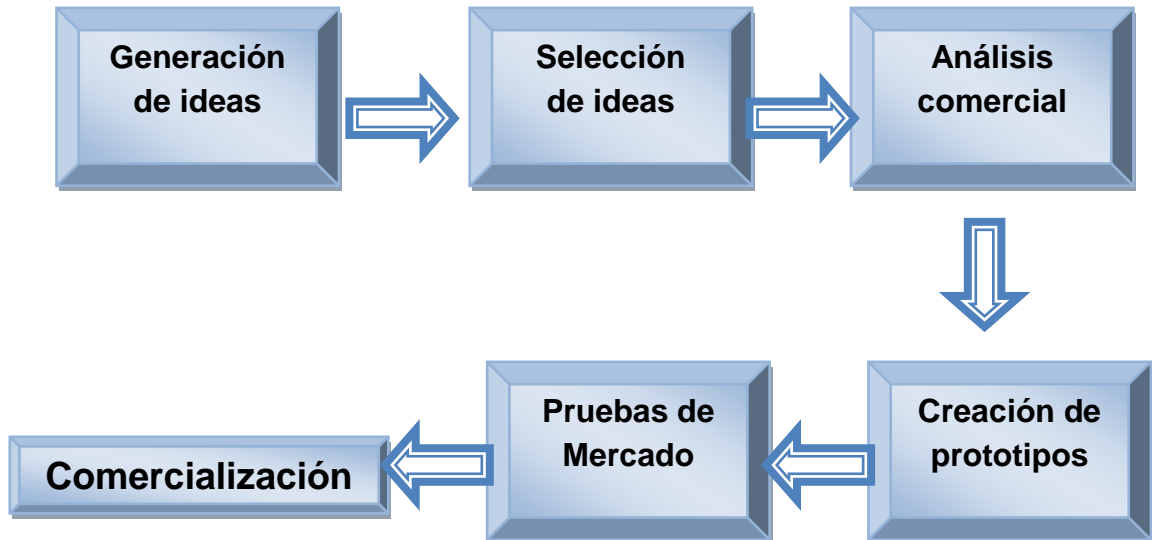 Generación
de ideas
Selección
de ideas
Análisis
comercial
Creación de
prototipos
Pruebas de
Mercado
Comercialización